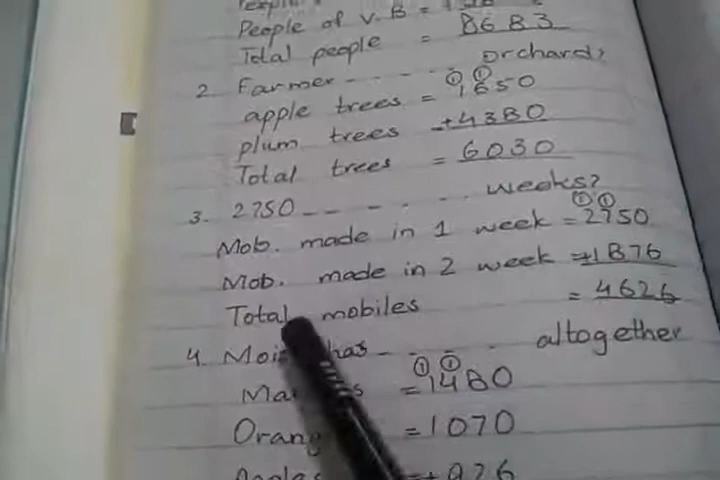 People of V.B =
Total people = 8683
2 Farmer - - - - - orchard?
apple trees = 1650
plum trees = +4380
Total trees = 6030
3. 2750 - - - - - - weeks?
Mob. made in 1 week = 2750
Mob. made in 2 week = +1876
Total mobiles = 4626
4. has - - - - - altogether
= 1480
= 1070